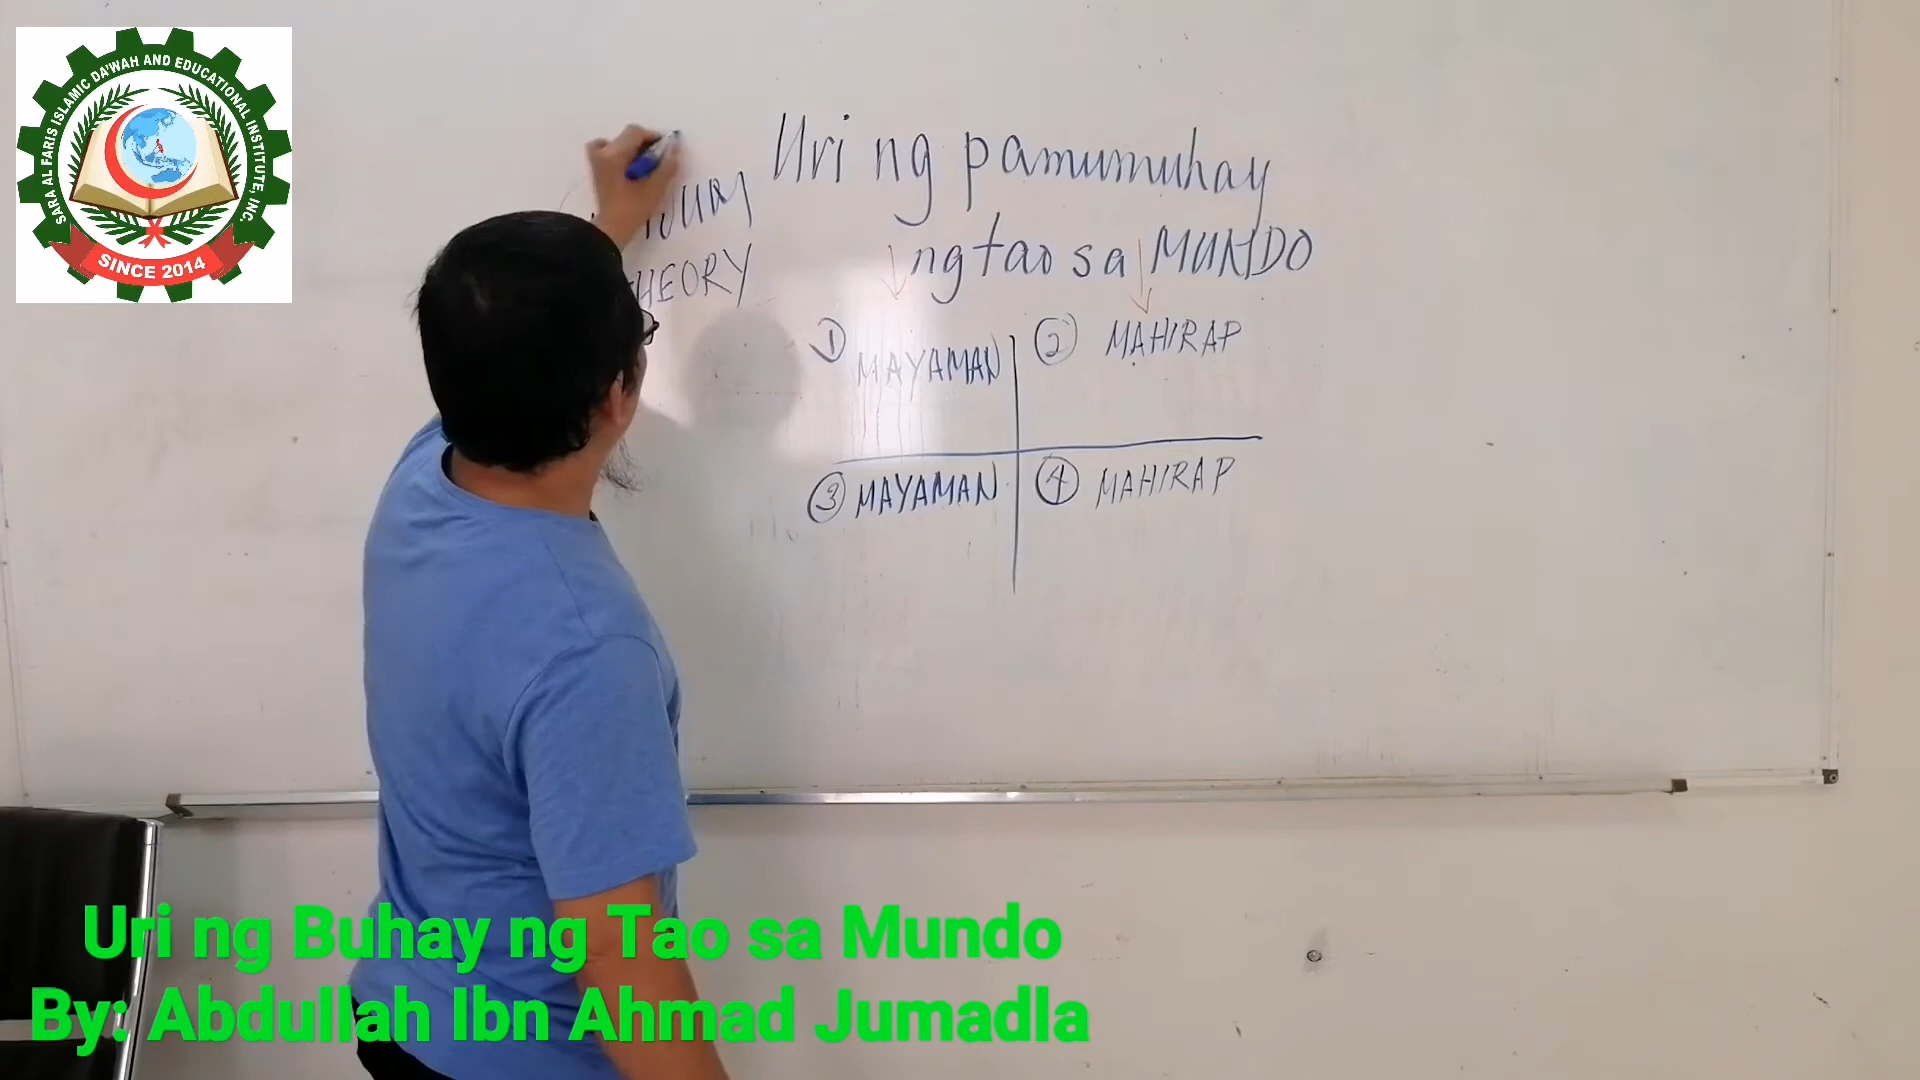 SARA AL FARIS ISLAMIC DA'WAH AND EDUCATIONAL INSTITUTE, INC.
SINCE 2014
Uri ng pamumuhay
ng tao sa MUNDO
HEORY
① MAYAMAN
② MAHIRAP
③ MAYAMAN
④ MAHIRAP
Uri ng Buhay ng Tao sa Mundo
By: Abdullah Ibn Ahmad Jumadla